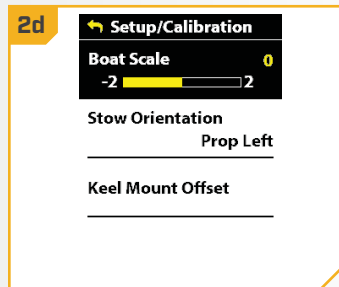 2d
Setup/Calibration
Boat Scale 0
-2 2
Stow Orientation
Prop Left
Keel Mount Offset